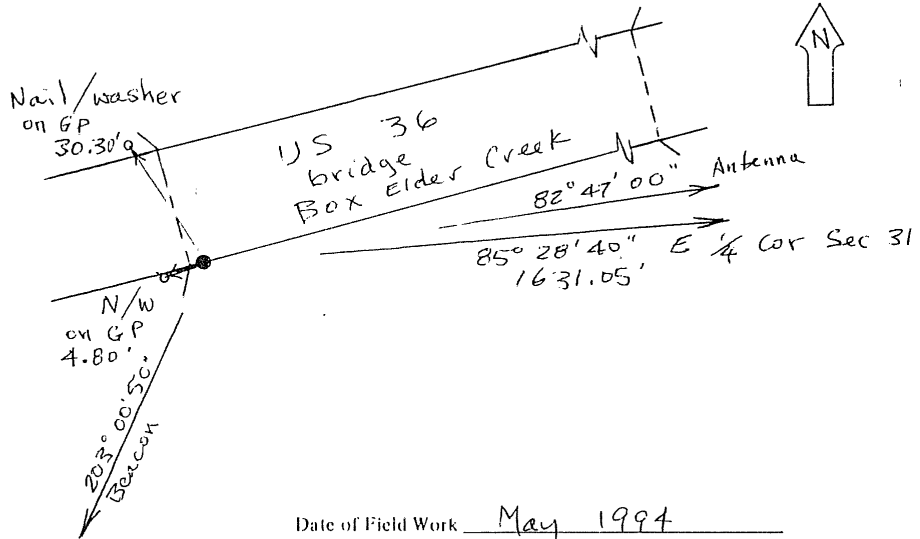 N
Nail/washer
on GP
30.30'
US 36
bridge
Box Elder Creek
82° 47' 00"
Antenna
85° 28' 40" E 1/4 Cor Sec 31
1631.05'
N/W
on GP
4.80'
203° 00' 50"
Beacon
Date of Field Work May 1994